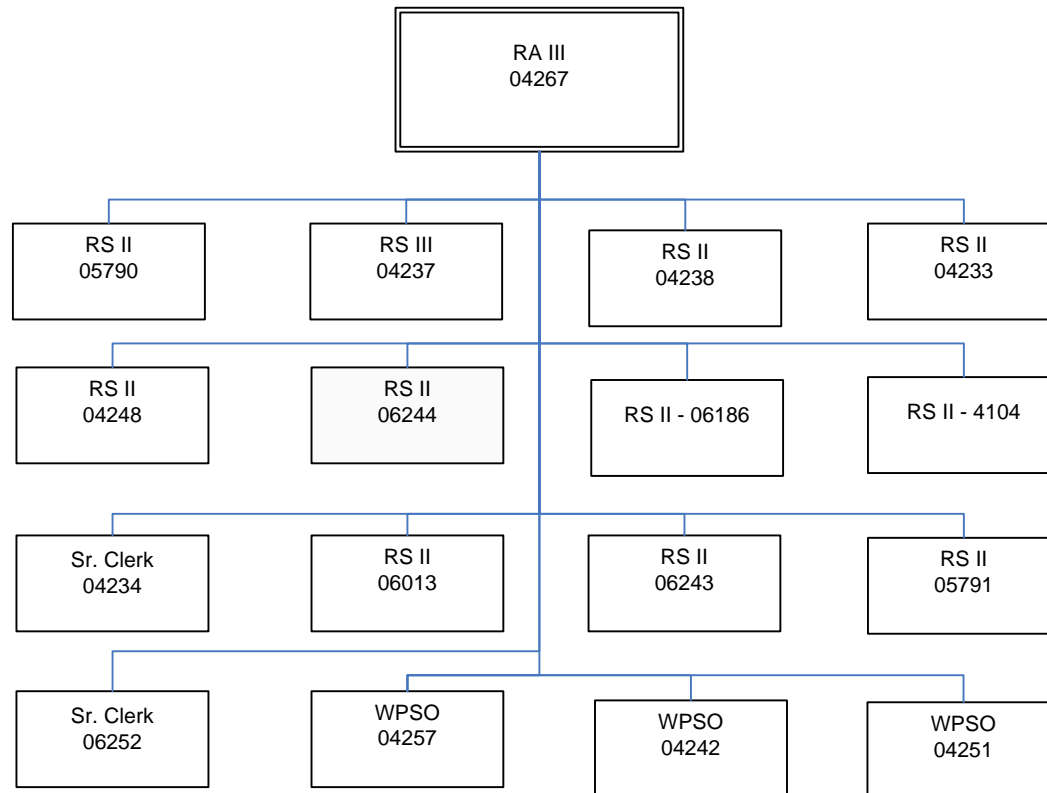 RA III
04267
RS II
05790
RS III
04237
RS II
04238
RS II
04233
RS II
04248
RS II
06244
RS II - 06186
RS II - 4104
Sr. Clerk
04234
RS II
06013
RS II
06243
RS II
05791
Sr. Clerk
06252
WPSO
04257
WPSO
04242
WPSO
04251